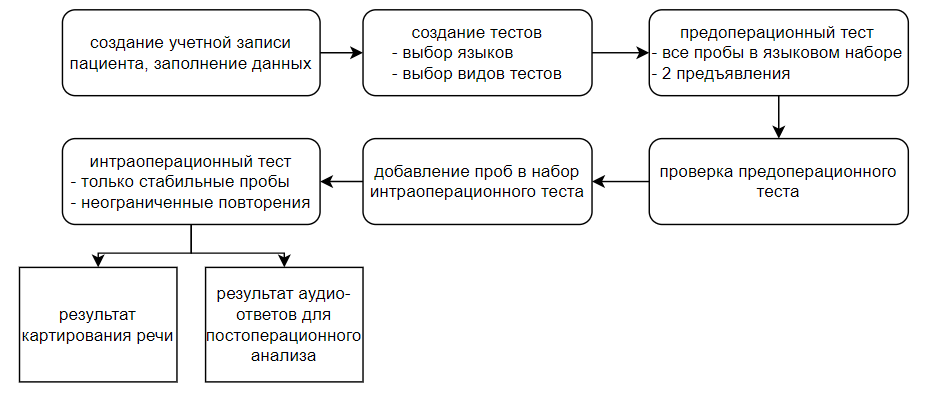 создание учетной записи
пациента, заполнение данных
создание тестов
- выбор языков
- выбор видов тестов
предоперационный тест
- все пробы в языковом наборе
- 2 предъявления
интраоперационный тест
- только стабильные пробы
- неограниченные повторения
добавление проб в набор
интраоперационного теста
проверка предоперационного
теста
результат
картирования речи
результат аудио-
ответов для
постоперационного
анализа